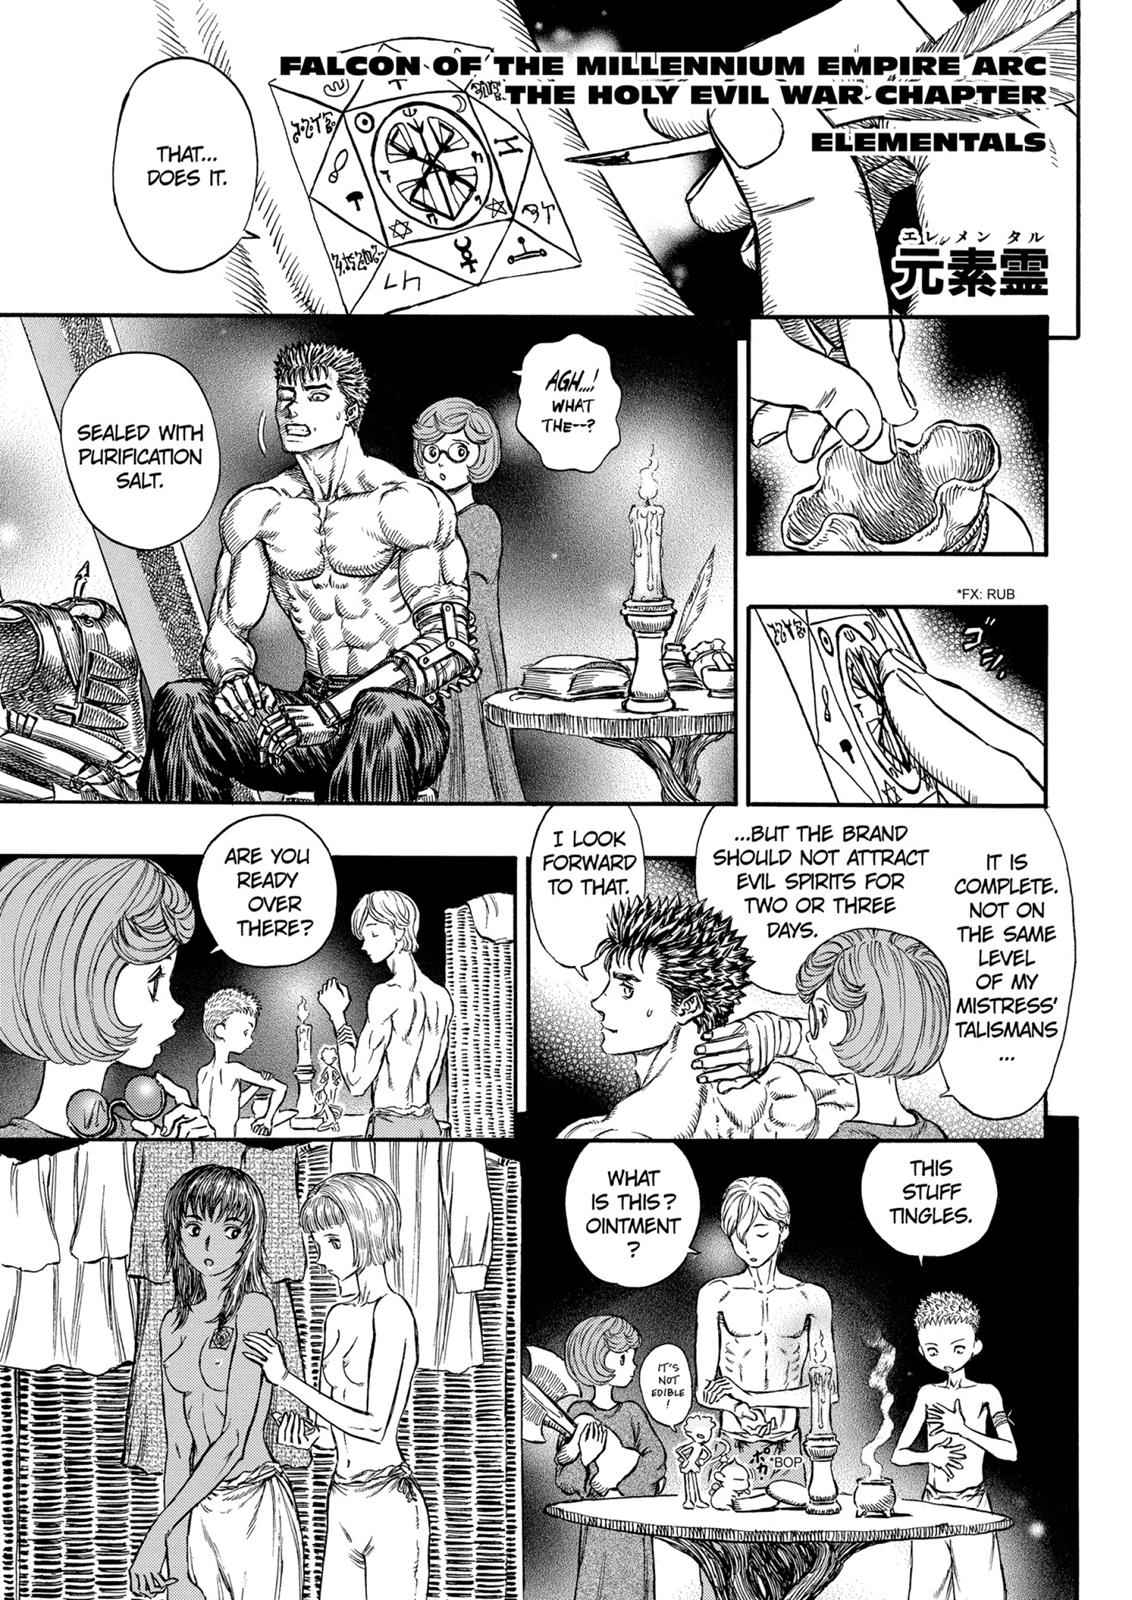 FALCON OF THE MILLENNIUM EMPIRE ARC
THE HOLY EVIL WAR CHAPTER
ELEMENTALS
エレメンタル
元素霊
THAT...
DOES IT.
*FX: RUB
ゴシ
AGH...!
WHAT
THE--?
SEALED WITH
PURIFICATION
SALT.
IT IS
COMPLETE.
NOT ON
THE SAME
LEVEL
OF MY
MISTRESS'
TALISMANS
...
...BUT THE BRAND
SHOULD NOT ATTRACT
EVIL SPIRITS FOR
TWO OR THREE
DAYS.
I LOOK
FORWARD
TO THAT.
ARE YOU
READY
OVER
THERE?
THIS
STUFF
TINGLES.
WHAT
IS THIS?
OINTMENT
?
IT'S
NOT
EDIBLE
!
ポカ
*BOP